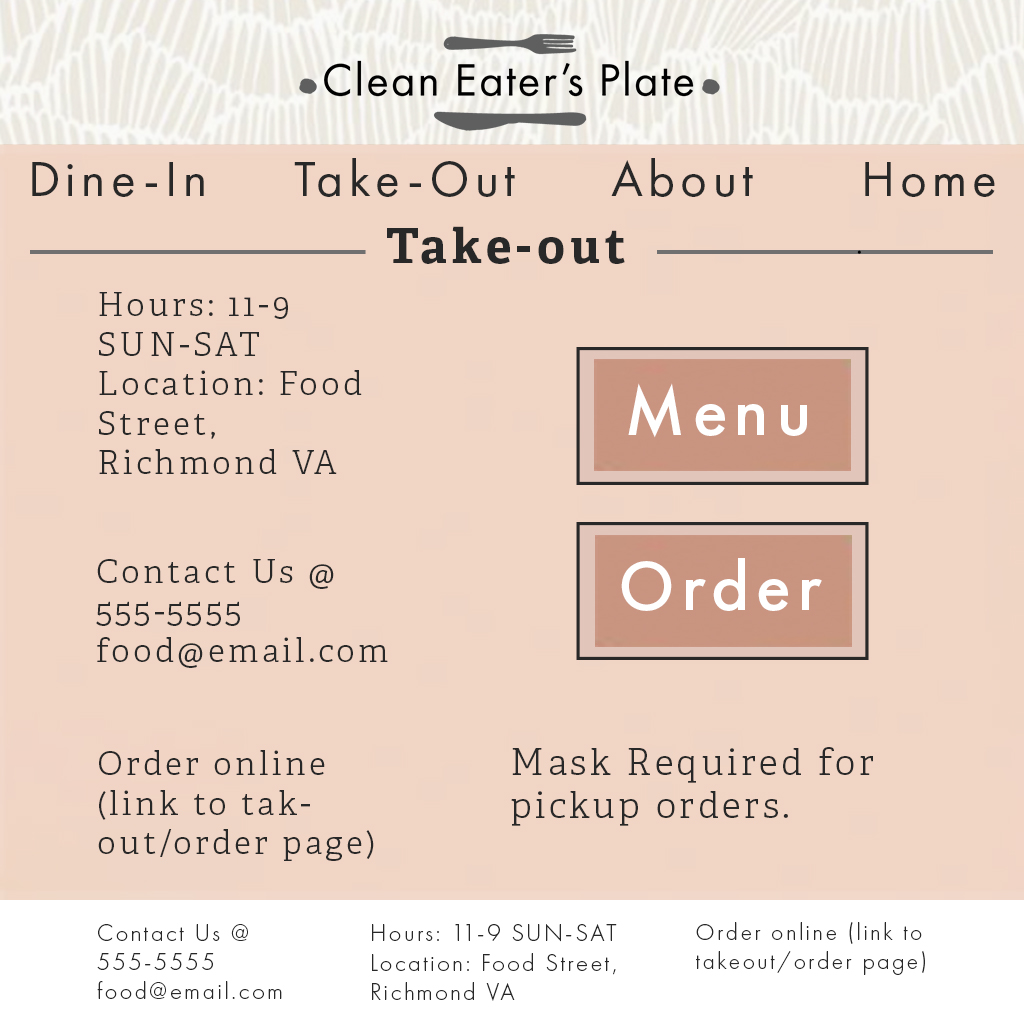 Clean Eater's Plate
Dine-In Take-Out About Home
Take-out
Hours: 11-9
SUN-SAT
Location: Food
Street,
Richmond VA
Menu
Contact Us @
555-5555
food@email.com
Order
Order online
(link to tak-
out/order page)
Mask Required for
pickup orders.
Contact Us @
555-5555
food@email.com
Hours: 11-9 SUN-SAT
Location: Food Street,
Richmond VA
Order online (link to
takeout/order page)